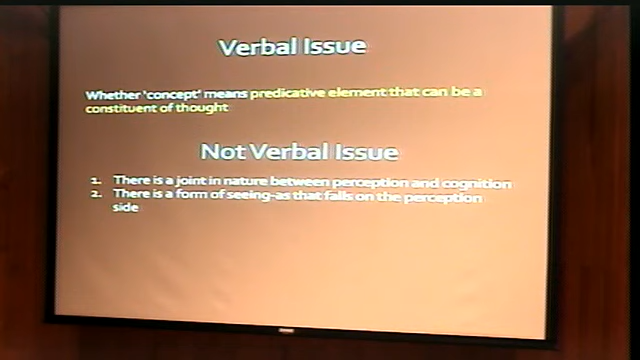 Verbal Issue
Whether 'concept' means predicative element that can be a
constituent of thought
Not Verbal Issue
1. There is a joint in nature between perception and cognition
2. There is a form of seeing-as that falls on the perception
side